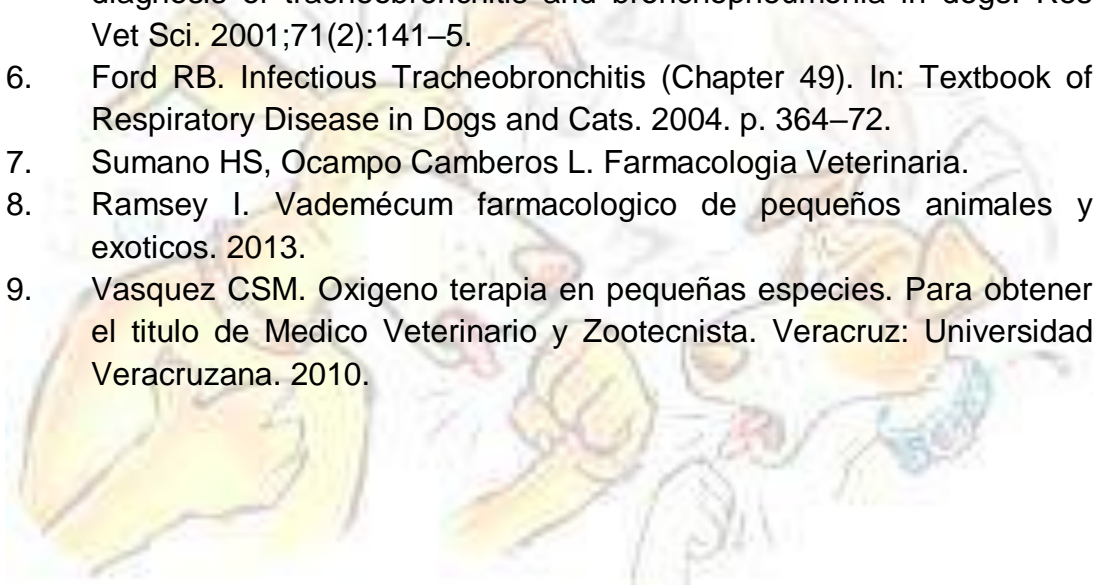 diagnosis of tracheobronchitis and bronchopneumonia in dogs. Res
Vet Sci. 2001;71(2):141–5.
6. Ford RB. Infectious Tracheobronchitis (Chapter 49). In: Textbook of
Respiratory Disease in Dogs and Cats. 2004. p. 364–72.
7. Sumano HS, Ocampo Camberos L. Farmacologia Veterinaria.
8. Ramsey I. Vademécum farmacologico de pequeños animales y
exoticos. 2013.
9. Vasquez CSM. Oxigeno terapia en pequeñas especies. Para obtener
el titulo de Medico Veterinario y Zootecnista. Veracruz: Universidad
Veracruzana. 2010.